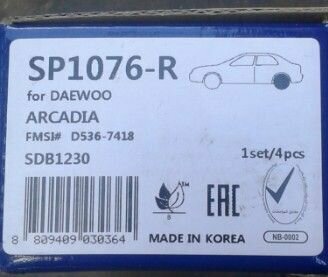 SP1076-R
for DAEWOO
ARCADIA
FMSI# D536-7418
SDB1230
1set/4pcs
TM
B
EAC
NB-0002
8 809409 030364
MADE IN KOREA